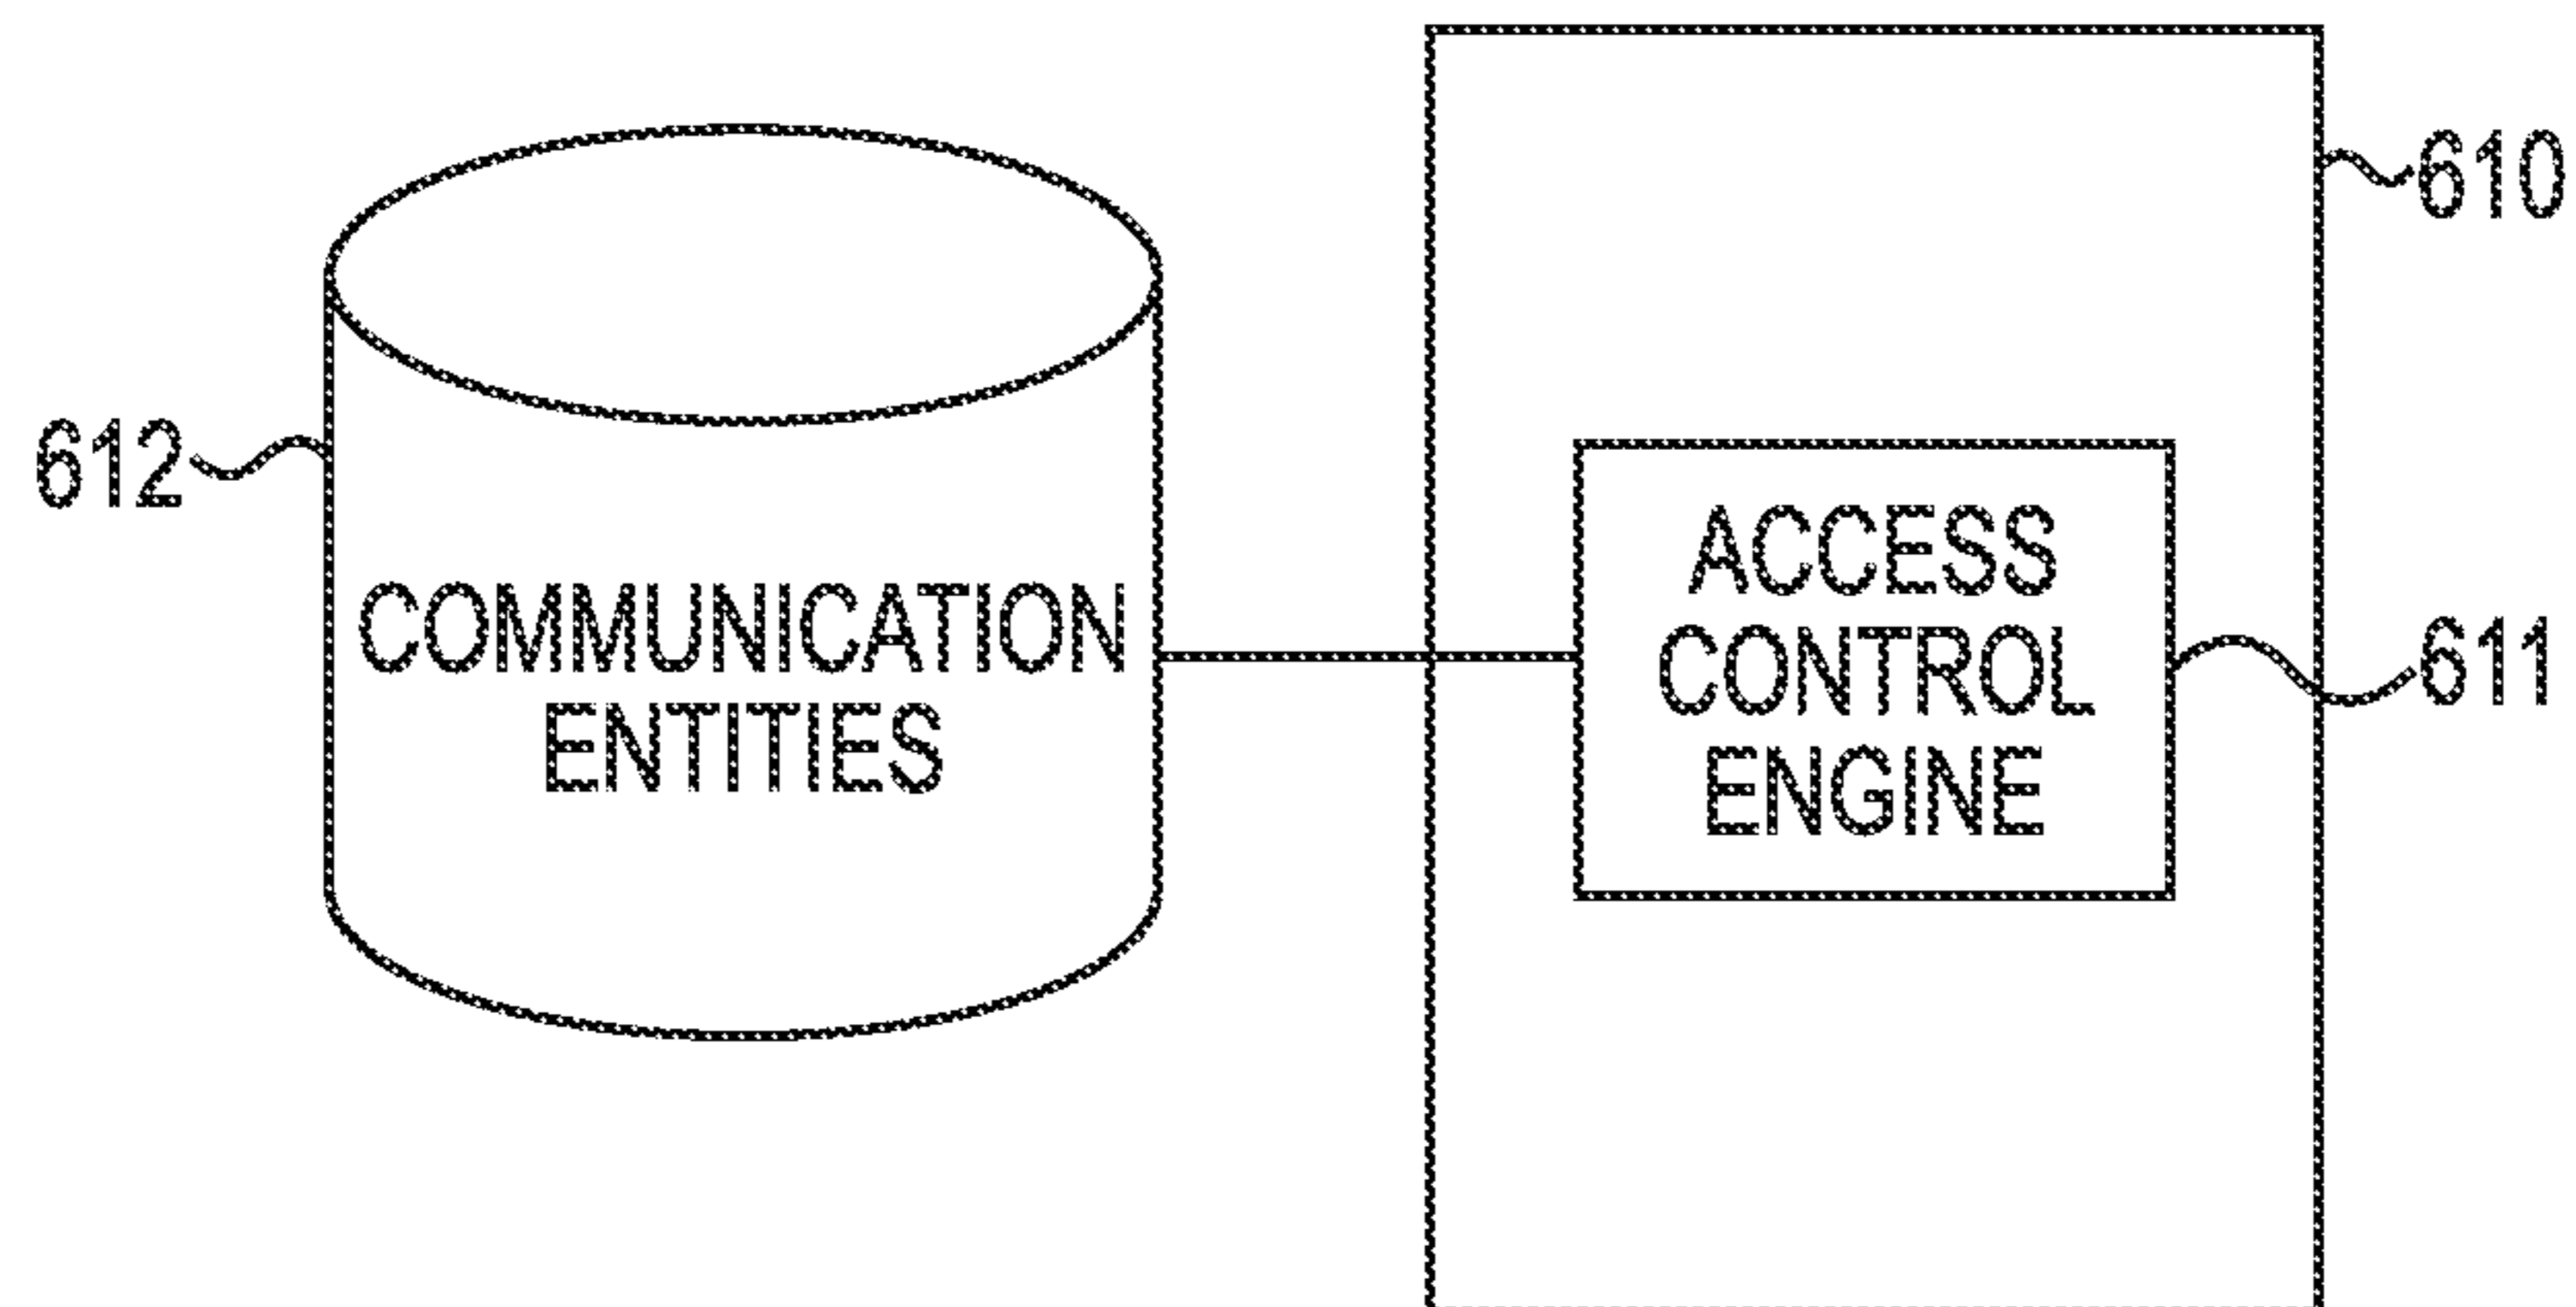 610
612
COMMUNICATION
ENTITIES
ACCESS
CONTROL
ENGINE
611